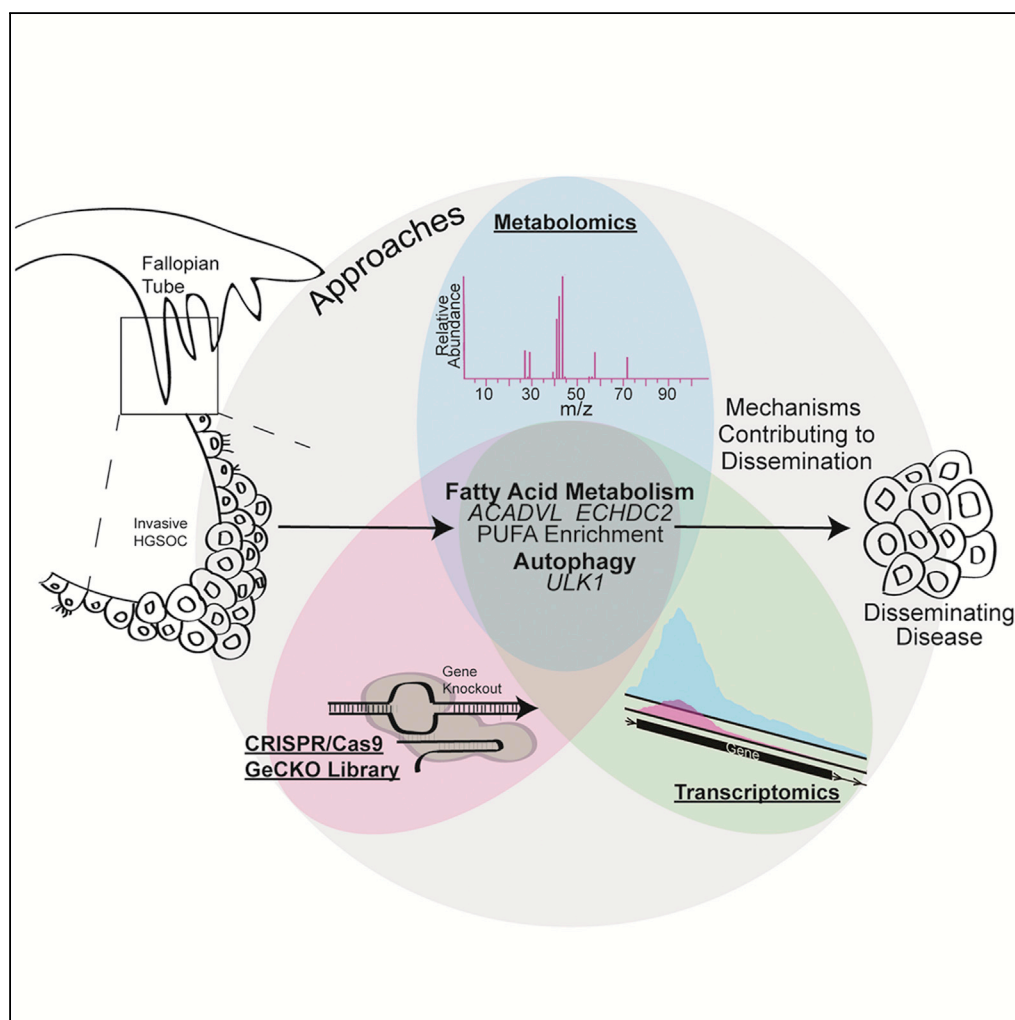 Approaches
Metabolomics
Relative
Abundance
10 30 50 70 90
m/z
Fallopian
Tube
Invasive
HGSOC
Fatty Acid Metabolism
ACADVL ECHDC2
PUFA Enrichment
Autophagy
ULK1
Mechanisms
Contributing to
Dissemination
Disseminating
Disease
Gene
Knockout
CRISPR/Cas9
GeCKO Library
Gene
Transcriptomics